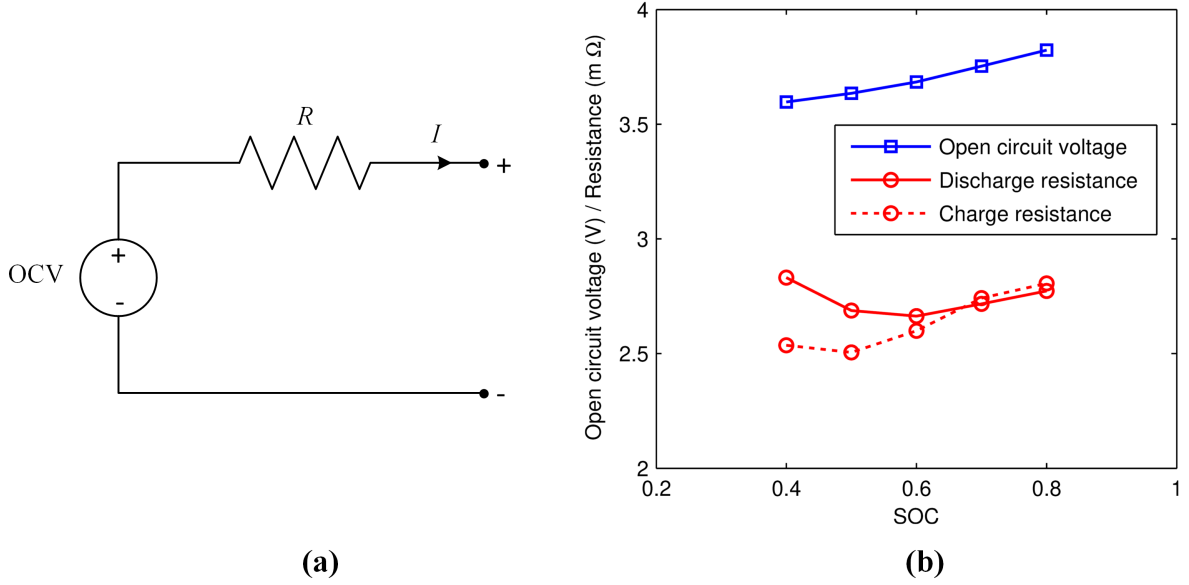 R
I
+
OCV
+
-
-
(a)
Open circuit voltage (V) / Resistance (m Ω)
4
3.5
3
2.5
2
Open circuit voltage
Discharge resistance
Charge resistance
0.2
0.4
0.6
0.8
1
SOC
(b)